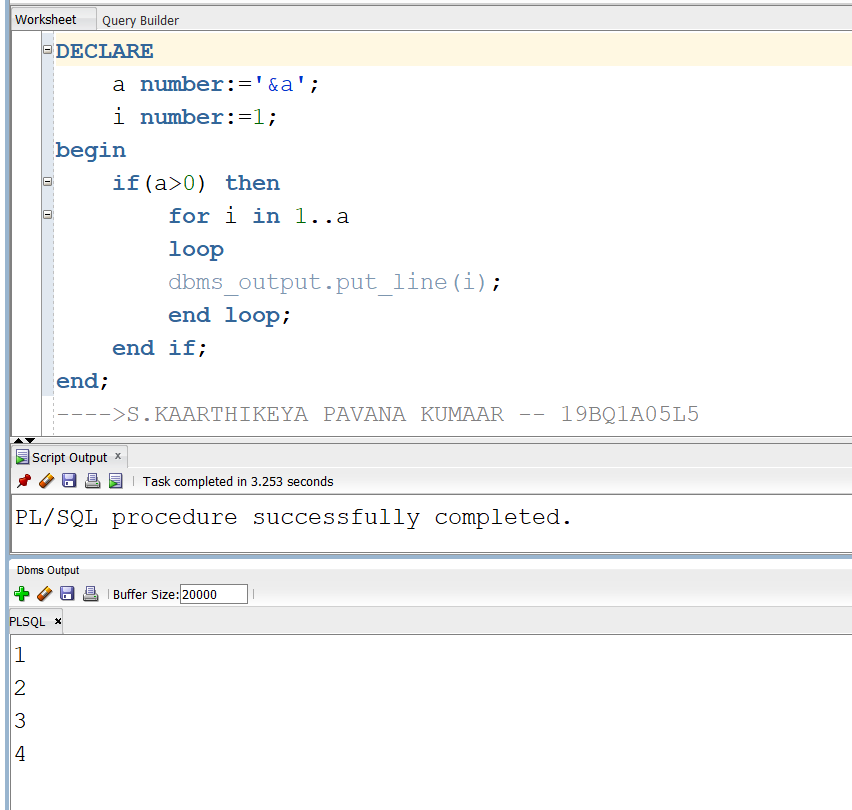 Worksheet Query Builder
DECLARE
a number:='&a';
i number:=1;
begin
if(a>0) then
for i in 1..a
loop
dbms_output.put_line(i);
end loop;
end if;
end;
---->S.KAARTHIKEYA PAVANA KUMAAR -- 19BQ1A05L5
Script Output x
Task completed in 3.253 seconds
PL/SQL procedure successfully completed.
Dbms Output
Buffer Size:20000
PLSQL x
1
2
3
4